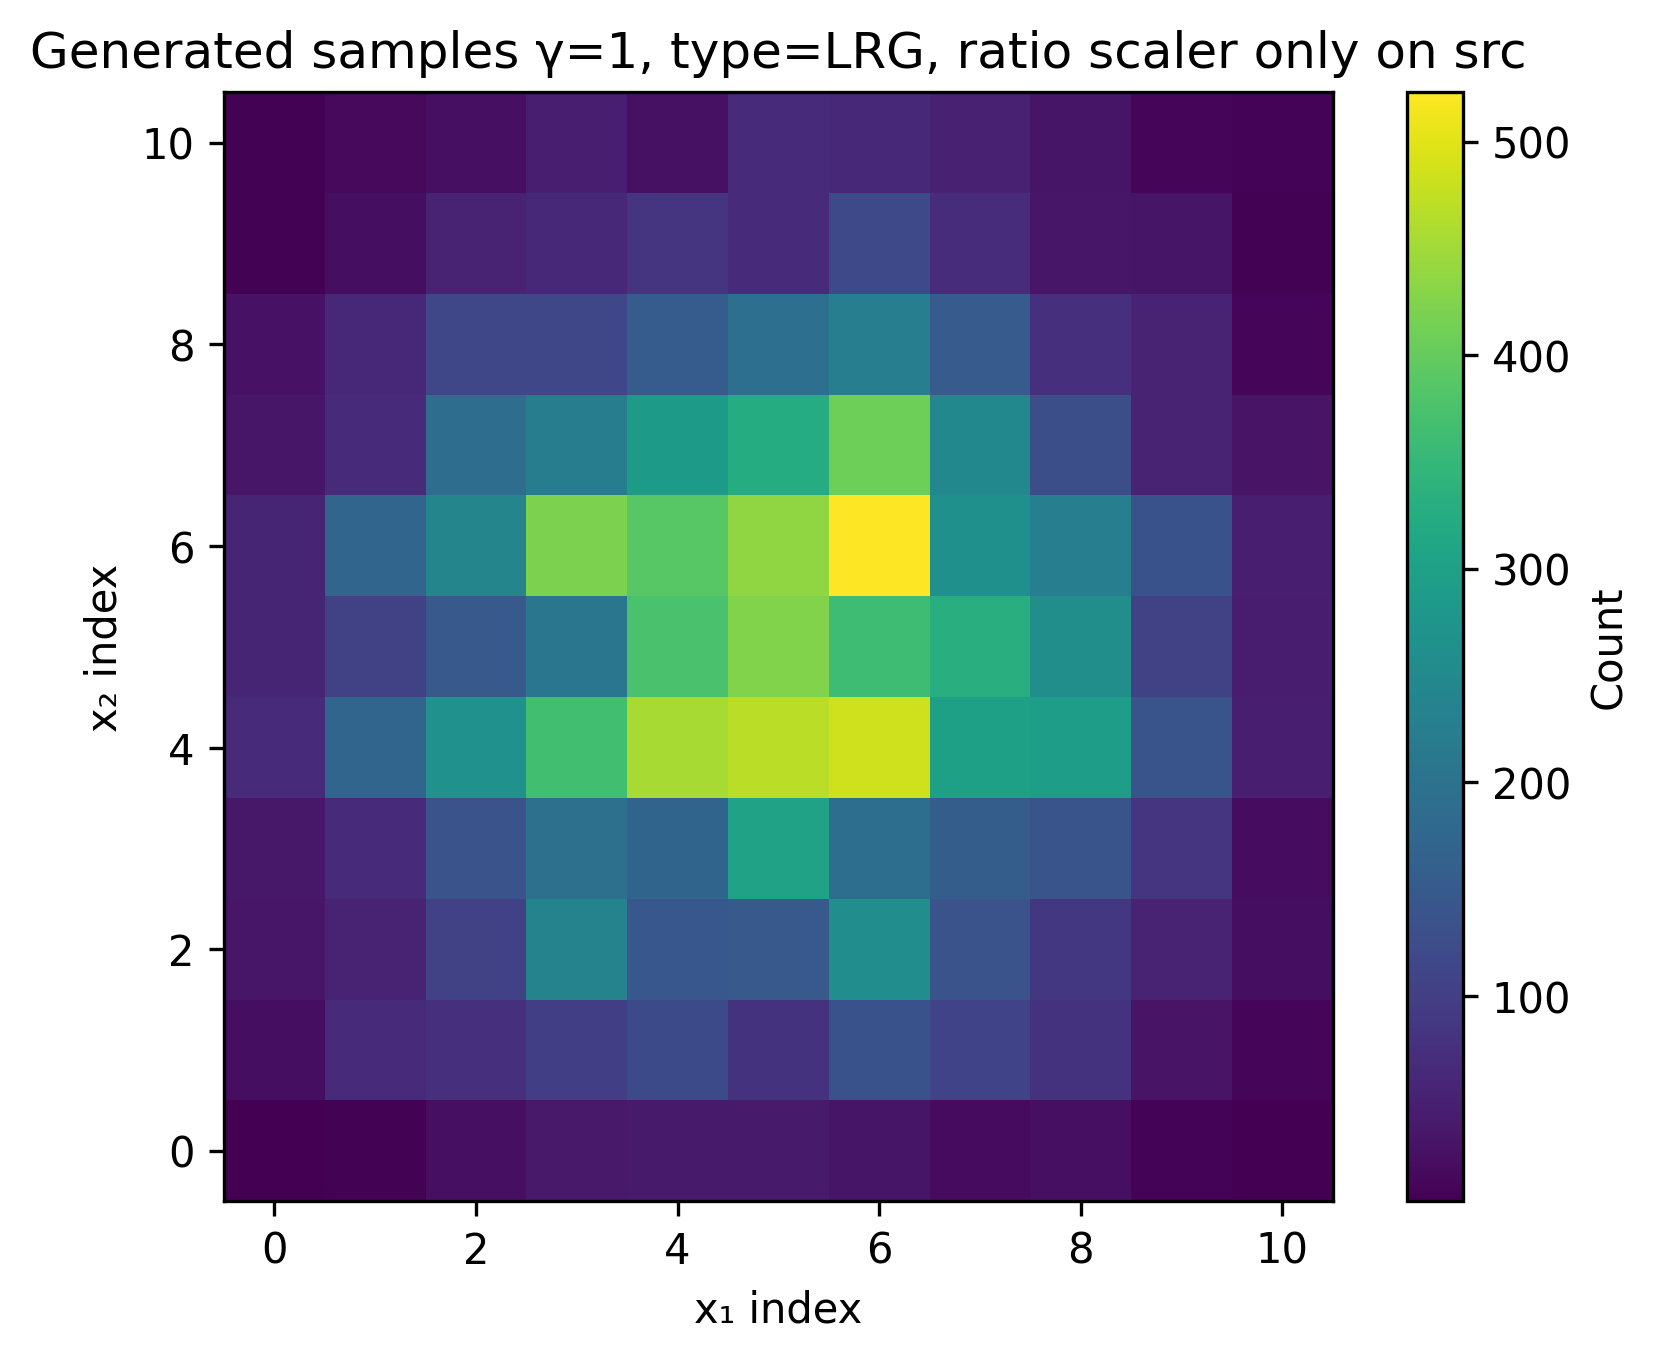 Generated samples γ=1, type=LRG, ratio scaler only on src
10
8
6
4
2
0
x₂ index
0 2 4 6 8 10
x₁ index
500
400
300
200
100
Count